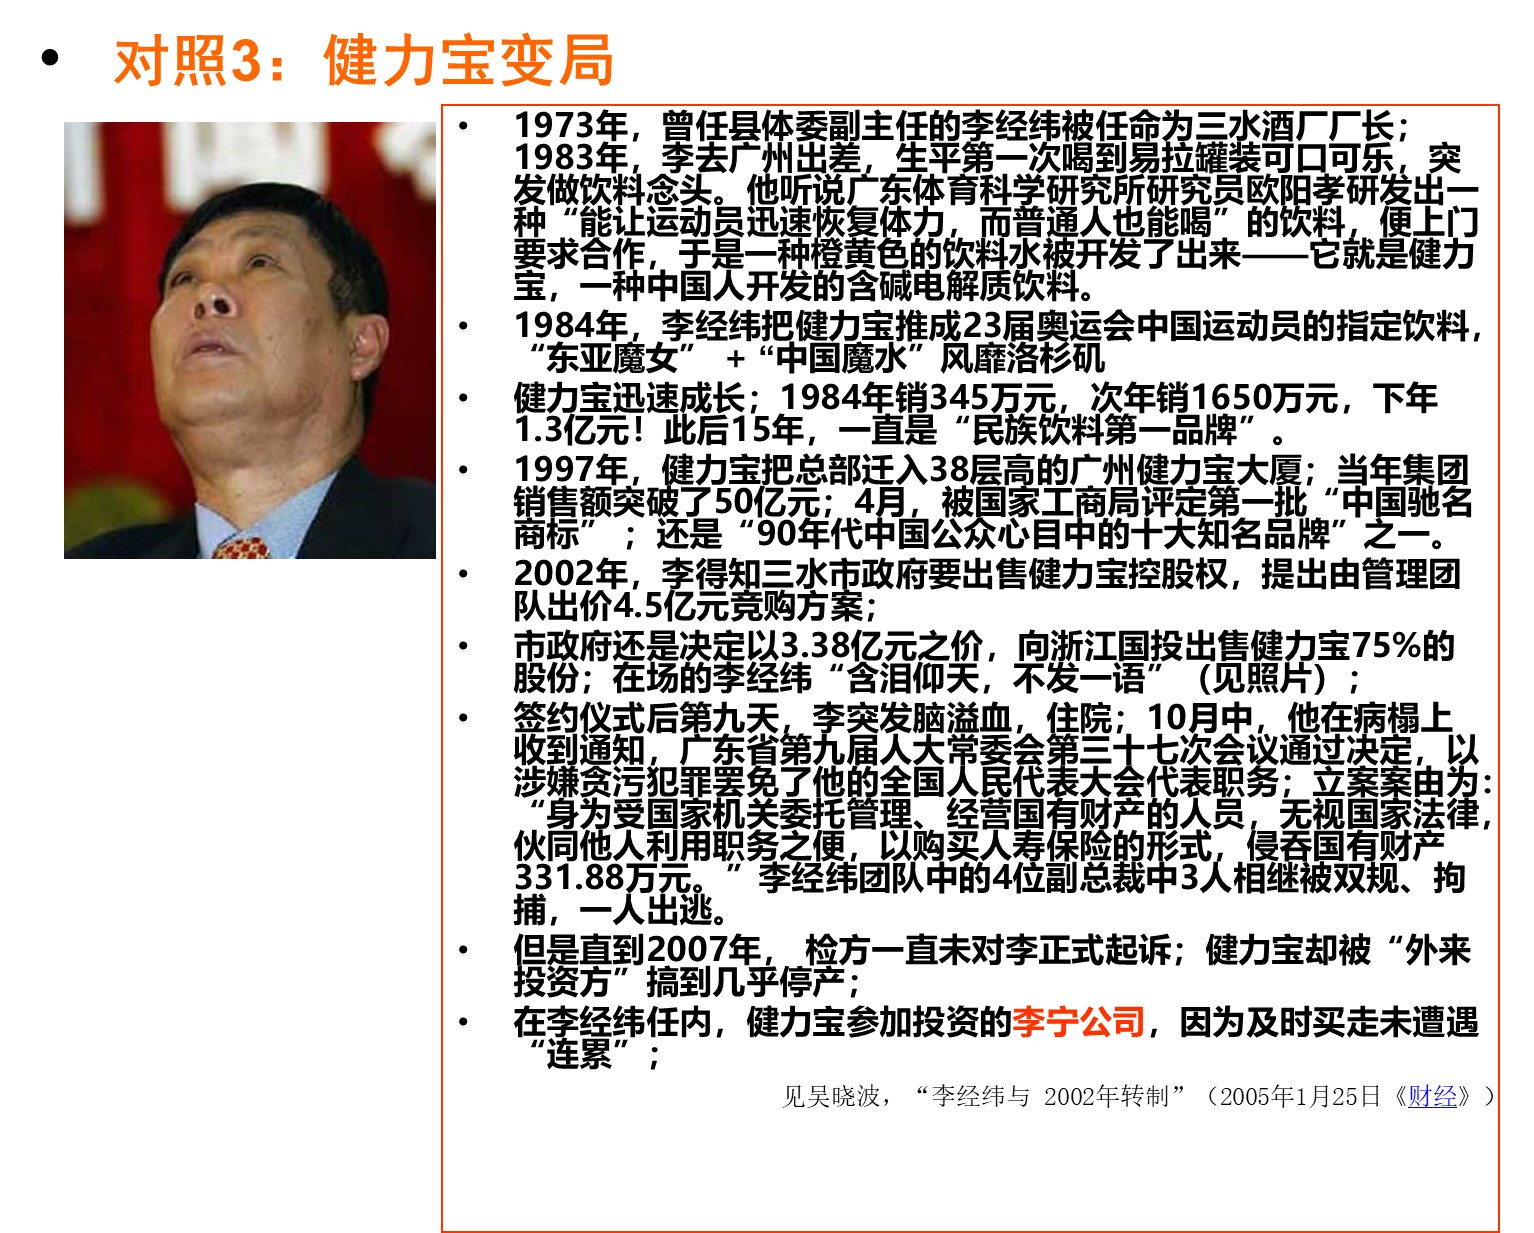 • 对照3：健力宝变局
• 1973年，曾任县体委副主任的李经纬被任命为三水酒厂厂长；
1983年，李去广州出差，生平第一次喝到易拉罐装可口可乐，突
发做饮料念头。他听说广东体育科学研究所研究员欧阳孝研发出一
种“能让运动员迅速恢复体力，而普通人也能喝”的饮料，便上门
要求合作，于是一种橙黄色的饮料水被开发了出来——它就是健力
宝，一种中国人开发的含碱电解质饮料。
• 1984年，李经纬把健力宝推成23届奥运会中国运动员的指定饮料，
“东亚魔女” + “中国魔水”风靡洛杉矶
• 健力宝迅速成长；1984年销345万元，次年销1650万元，下年
1.3亿元！此后15年，一直是“民族饮料第一品牌”。
• 1997年，健力宝把总部迁入38层高的广州健力宝大厦；当年集团
销售额突破了50亿元；4月，被国家工商局评定第一批“中国驰名
商标”；还是“90年代中国公众心目中的十大知名品牌”之一。
• 2002年，李得知三水市政府要出售健力宝控股权，提出由管理团
队出价4.5亿元竞购方案；
• 市政府还是决定以3.38亿元之价，向浙江国投出售健力宝75%的
股份；在场的李经纬“含泪仰天，不发一语”（见照片）；
• 签约仪式后第九天，李突发脑溢血，住院；10月中，他在病榻上
收到通知，广东省第九届人大常委会第三十七次会议通过决定，以
涉嫌贪污犯罪罢免了他的全国人民代表大会代表职务；立案案由为：
“身为受国家机关委托管理、经营国有财产的人员，无视国家法律，
伙同他人利用职务之便，以购买人寿保险的形式，侵吞国有财产
331.88万元。”李经纬团队中的4位副总裁中3人相继被双规、拘
捕，一人出逃。
• 但是直到2007年， 检方一直未对李正式起诉；健力宝却被“外来
投资方”搞到几乎停产；
• 在李经纬任内，健力宝参加投资的李宁公司，因为及时买走未遭遇
“连累”；
见吴晓波，“李经纬与 2002年转制”（2005年1月25日《财经》）